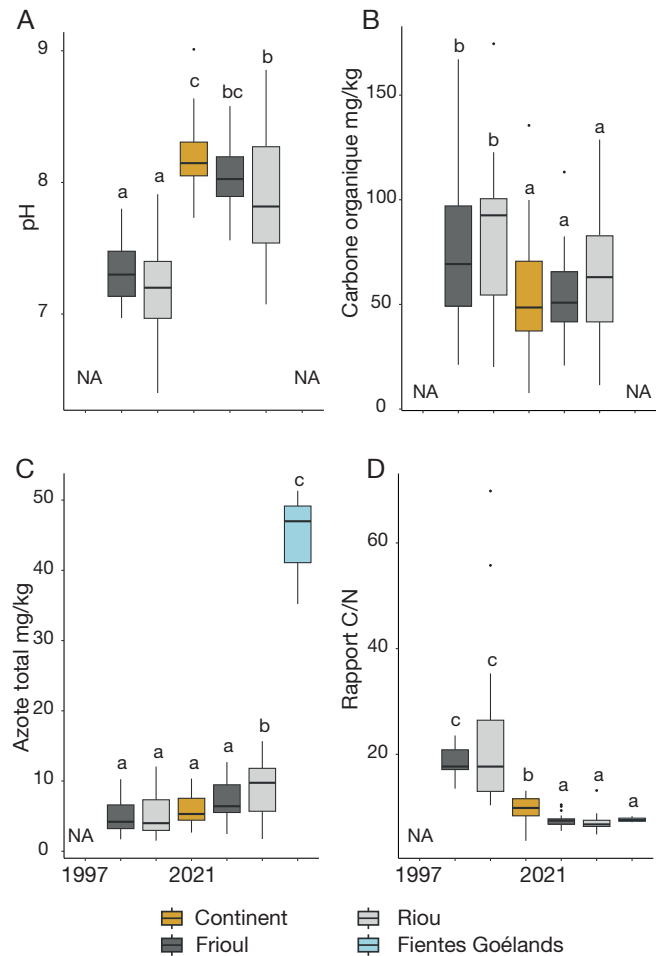 A
pH
9
8
7
a
a
c
bc
b
NA
NA
B
Carbone organique mg/kg
150
100
50
0
b
b
a
a
a
NA
NA
C
Azote total mg/kg
50
40
30
20
10
0
a
a
a
a
b
c
NA
1997
2021
D
Rapport C/N
60
40
20
c
c
b
a
a
a
NA
1997
2021
Continent
Riou
Frioul
Fientes Goélands